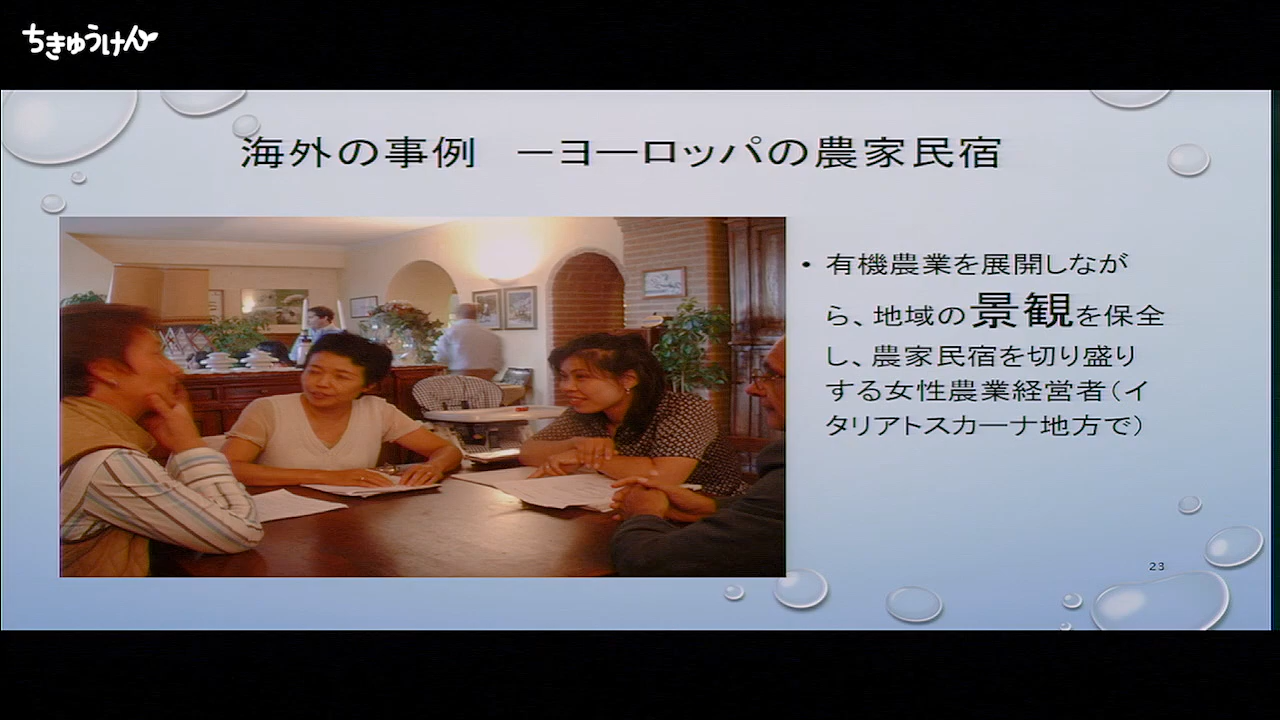 ちきゅうけん
海外の事例　－ヨーロッパの農家民宿
• 有機農業を展開しなが
ら、地域の景観を保全
し、農家民宿を切り盛り
する女性農業経営者（イ
タリアトスカーナ地方で）
23